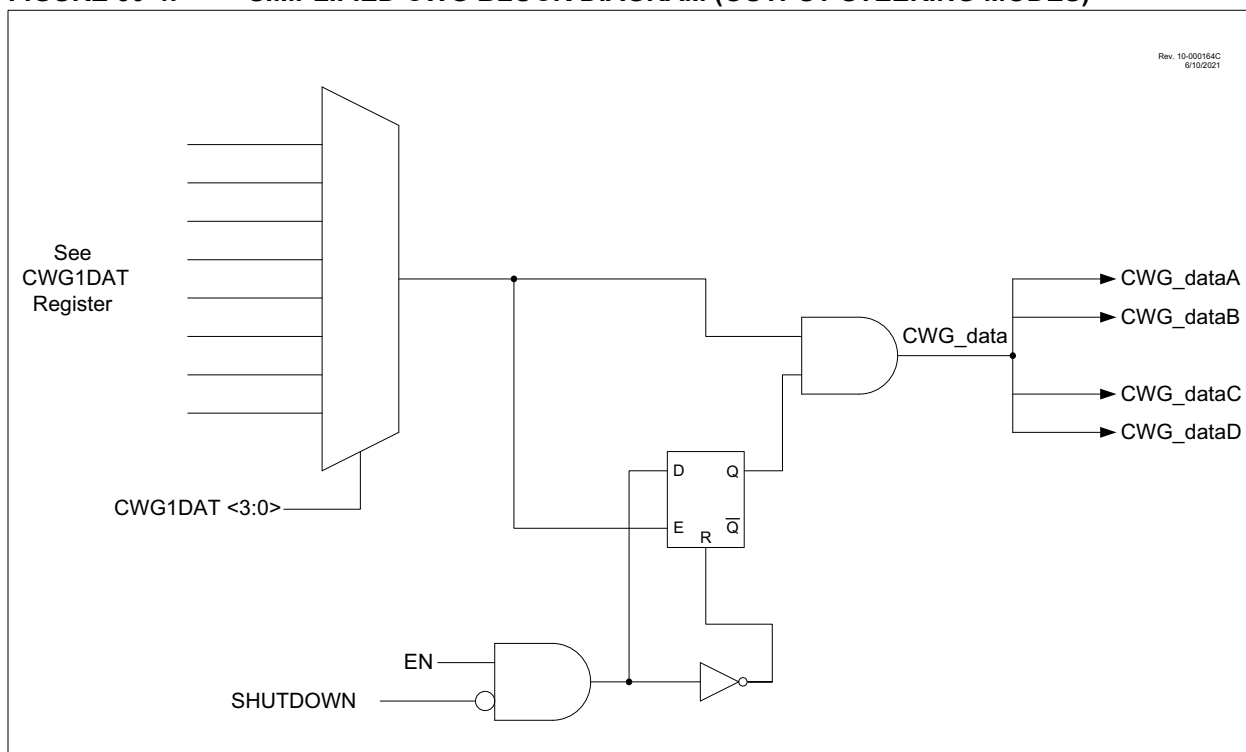 Rev. 10-000164C
6/10/2021
See
CWG1DAT
Register
CWG1DAT <3:0>
CWG_data
CWG_dataA
CWG_dataB
CWG_dataC
CWG_dataD
D
Q
E
Q
R
EN
SHUTDOWN